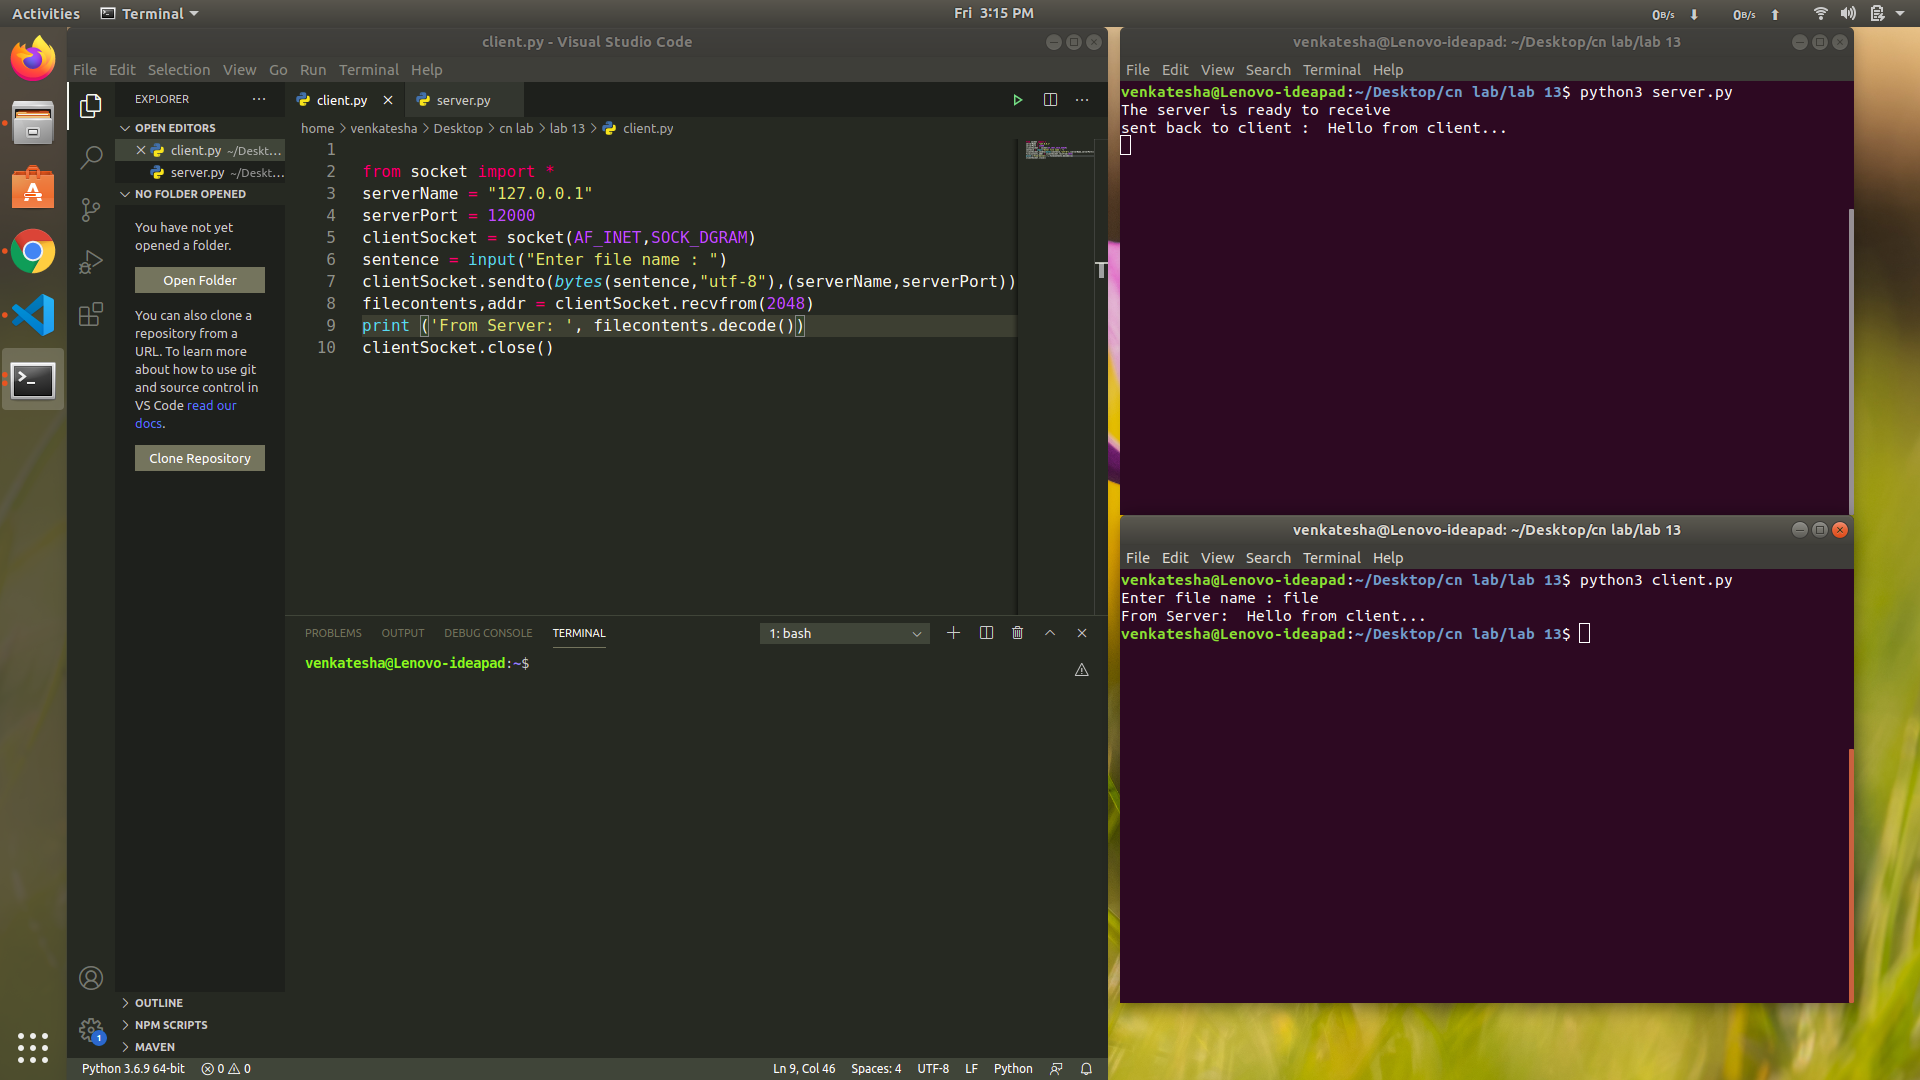 Activities
Terminal
Fri 3:15 PM
0B/s
0B/s
client.py - Visual Studio Code
File Edit Selection View Go Run Terminal Help
EXPLORER
OPEN EDITORS
client.py ~/Deskt...
server.py ~/Deskt...
NO FOLDER OPENED
You have not yet
opened a folder.
Open Folder
You can also clone a
repository from a
URL. To learn more
about how to use git
and source control in
VS Code read our
docs.
Clone Repository
OUTLINE
NPM SCRIPTS
MAVEN
1
client.py
server.py
home > venkatesha > Desktop > cn lab > lab 13 > client.py
1
2 from socket import *
3 serverName = "127.0.0.1"
4 serverPort = 12000
5 clientSocket = socket(AF_INET,SOCK_DGRAM)
6 sentence = input("Enter file name : ")
7 clientSocket.sendto(bytes(sentence,"utf-8"),(serverName,serverPort))
8 filecontents,addr = clientSocket.recvfrom(2048)
9 print ('From Server: ', filecontents.decode())
10 clientSocket.close()
PROBLEMS OUTPUT DEBUG CONSOLE TERMINAL
1: bash
venkatesha@Lenovo-ideapad:~$
Python 3.6.9 64-bit 0 0
Ln 9, Col 46 Spaces: 4 UTF-8 LF Python
venkatesha@Lenovo-ideapad: ~/Desktop/cn lab/lab 13
File Edit View Search Terminal Help
venkatesha@Lenovo-ideapad:~/Desktop/cn lab/lab 13$ python3 server.py
The server is ready to receive
sent back to client :  Hello from client...
venkatesha@Lenovo-ideapad: ~/Desktop/cn lab/lab 13
File Edit View Search Terminal Help
venkatesha@Lenovo-ideapad:~/Desktop/cn lab/lab 13$ python3 client.py
Enter file name : file
From Server:  Hello from client...
venkatesha@Lenovo-ideapad:~/Desktop/cn lab/lab 13$